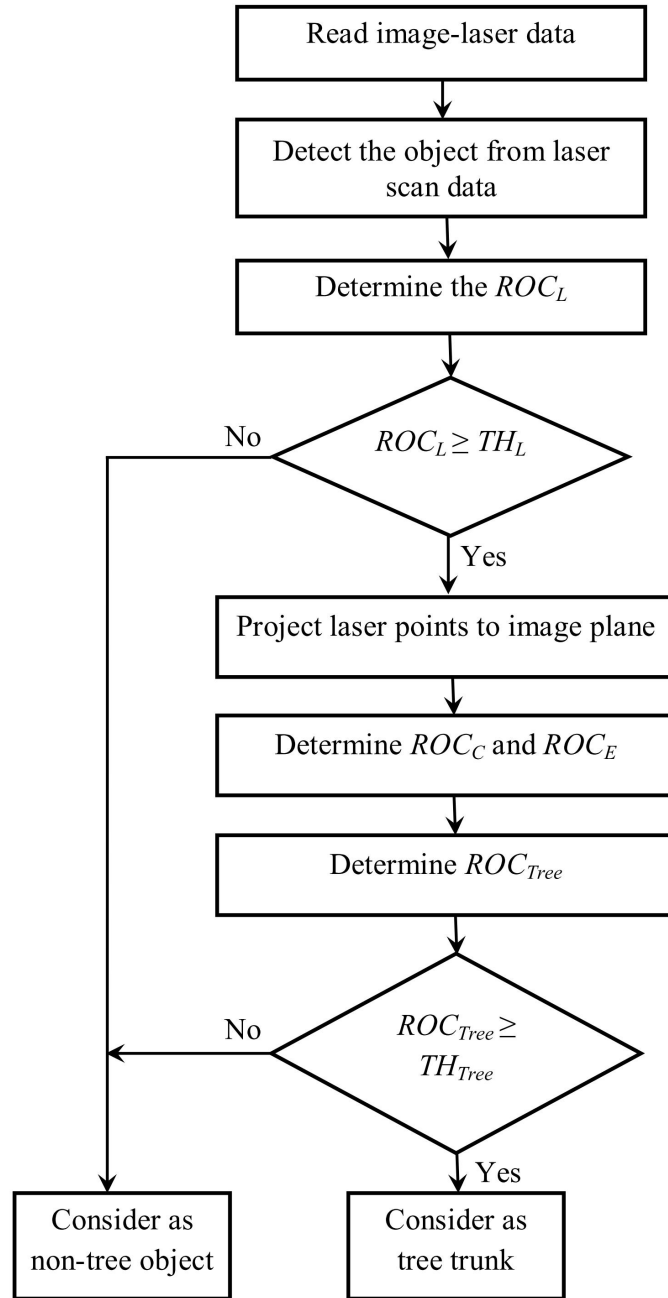 Read image-laser data
Detect the object from laser
scan data
Determine the ROC_L
No
ROC_L ≥ TH_L
Yes
Project laser points to image plane
Determine ROC_C and ROC_E
Determine ROC_Tree
No
ROC_Tree ≥
TH_Tree
Yes
Consider as
non-tree object
Consider as
tree trunk